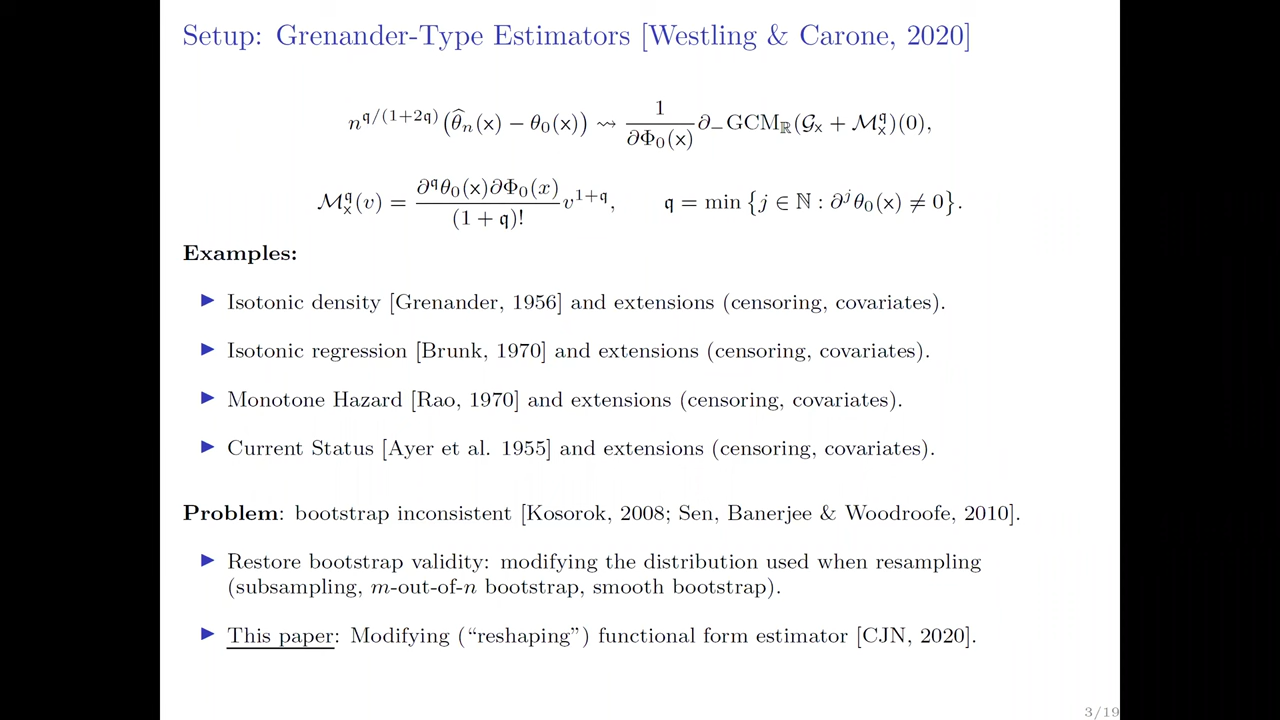 Setup: Grenander-Type Estimators [Westling & Carone, 2020]
n^{𝔮/(1+2𝔮)}(θ̂_n(x) − θ_0(x)) ⇝ \frac{1}{∂Φ_0(x)} ∂_−GCM_ℝ(𝒢_x + ℳ_x^𝔮)(0),
ℳ_x^𝔮(v) = \frac{∂^𝔮θ_0(x)∂Φ_0(x)}{(1 + 𝔮)!} v^{1+𝔮}, 𝔮 = min {j ∈ ℕ : ∂^jθ_0(x) ≠ 0}.
Examples:
▶ Isotonic density [Grenander, 1956] and extensions (censoring, covariates).
▶ Isotonic regression [Brunk, 1970] and extensions (censoring, covariates).
▶ Monotone Hazard [Rao, 1970] and extensions (censoring, covariates).
▶ Current Status [Ayer et al. 1955] and extensions (censoring, covariates).
Problem: bootstrap inconsistent [Kosorok, 2008; Sen, Banerjee & Woodroofe, 2010].
▶ Restore bootstrap validity: modifying the distribution used when resampling
(subsampling, m-out-of-n bootstrap, smooth bootstrap).
▶ This paper: Modifying (“reshaping”) functional form estimator [CJN, 2020].
3/19